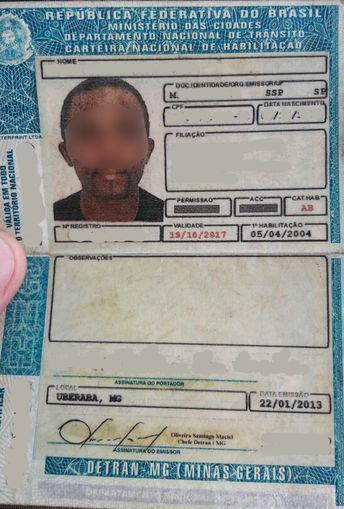 REPÚBLICA FEDERATIVA DO BRASIL
MINISTÉRIO DAS CIDADES
DEPARTAMENTO NACIONAL DE TRÂNSITO
CARTEIRA NACIONAL DE HABILITAÇÃO
NOME
DOC.IDENTIDADE/ORG.EMISSOR/UF
M. SSP SP
CPF
DATA NASCIMENTO
FILIAÇÃO
VÁLIDA EM TODO
O TERRITÓRIO NACIONAL
PERMISSÃO
ACC
CAT.HAB
AB
Nº REGISTRO
VALIDADE
1ª HABILITAÇÃO
19/10/2017
05/04/2004
OBSERVAÇÕES
ASSINATURA DO PORTADOR
LOCAL
DATA EMISSÃO
UBERABA, MG
22/01/2013
Oliveira Santiago Maciel
Chefe Detran / MG
ASSINATURA DO EMISSOR
DETRAN, MG (MINAS GERAIS)